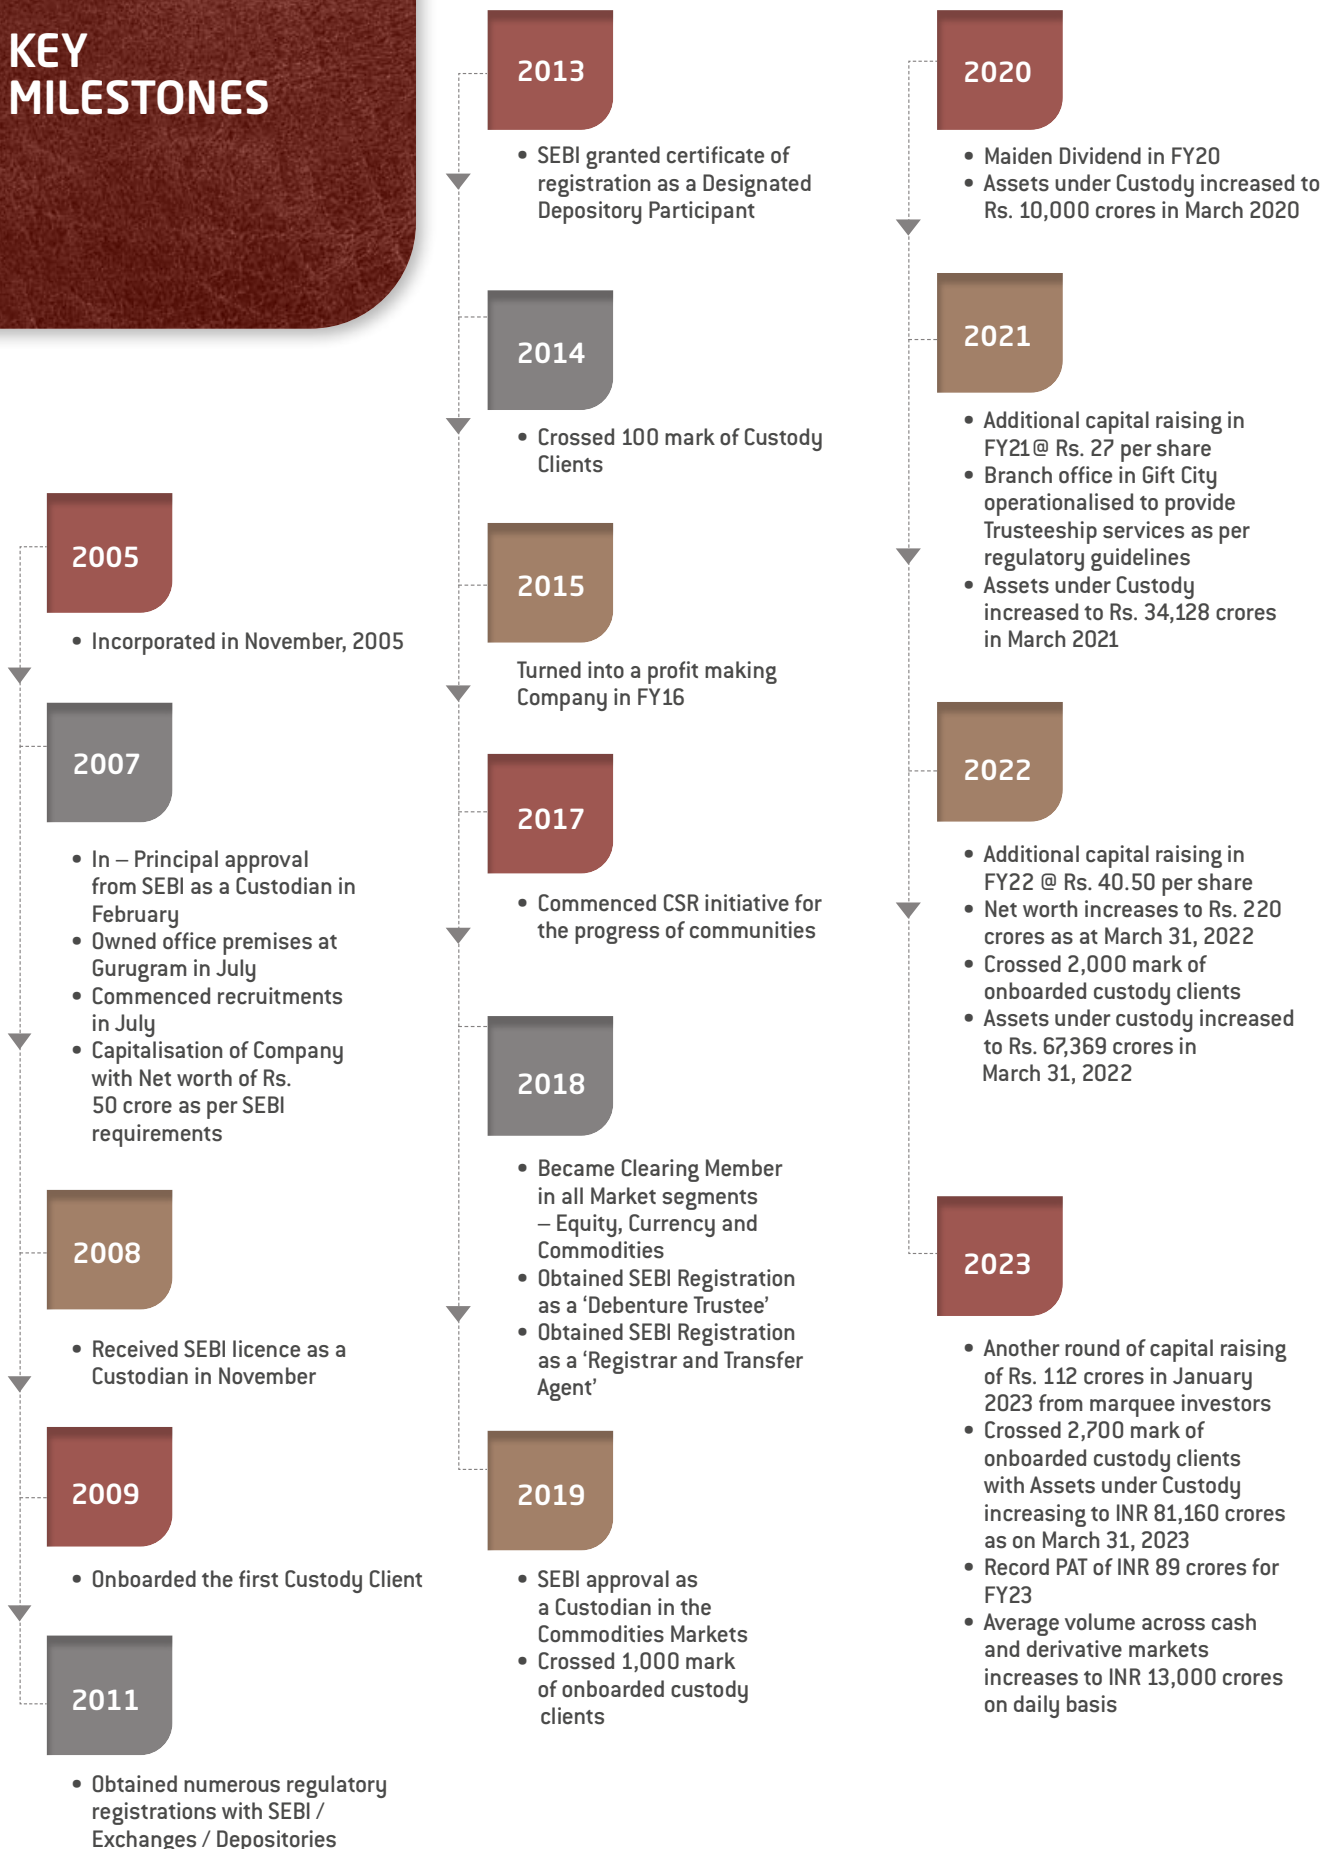 KEY
MILESTONES
2005
• Incorporated in November, 2005
2007
• In – Principal approval
from SEBI as a Custodian in
February
• Owned office premises at
Gurugram in July
• Commenced recruitments
in July
• Capitalisation of Company
with Net worth of Rs.
50 crore as per SEBI
requirements
2008
• Received SEBI licence as a
Custodian in November
2009
• Onboarded the first Custody Client
2011
• Obtained numerous regulatory
registrations with SEBI /
Exchanges / Depositories
2013
• SEBI granted certificate of
registration as a Designated
Depository Participant
2014
• Crossed 100 mark of Custody
Clients
2015
Turned into a profit making
Company in FY16
2017
• Commenced CSR initiative for
the progress of communities
2018
• Became Clearing Member
in all Market segments
– Equity, Currency and
Commodities
• Obtained SEBI Registration
as a ‘Debenture Trustee’
• Obtained SEBI Registration
as a ‘Registrar and Transfer
Agent’
2019
• SEBI approval as
a Custodian in the
Commodities Markets
• Crossed 1,000 mark
of onboarded custody
clients
2020
• Maiden Dividend in FY20
• Assets under Custody increased to
Rs. 10,000 crores in March 2020
2021
• Additional capital raising in
FY21@ Rs. 27 per share
• Branch office in Gift City
operationalised to provide
Trusteeship services as per
regulatory guidelines
• Assets under Custody
increased to Rs. 34,128 crores
in March 2021
2022
• Additional capital raising in
FY22 @ Rs. 40.50 per share
• Net worth increases to Rs. 220
crores as at March 31, 2022
• Crossed 2,000 mark of
onboarded custody clients
• Assets under custody increased
to Rs. 67,369 crores in
March 31, 2022
2023
• Another round of capital raising
of Rs. 112 crores in January
2023 from marquee investors
• Crossed 2,700 mark of
onboarded custody clients
with Assets under Custody
increasing to INR 81,160 crores
as on March 31, 2023
• Record PAT of INR 89 crores for
FY23
• Average volume across cash
and derivative markets
increases to INR 13,000 crores
on daily basis